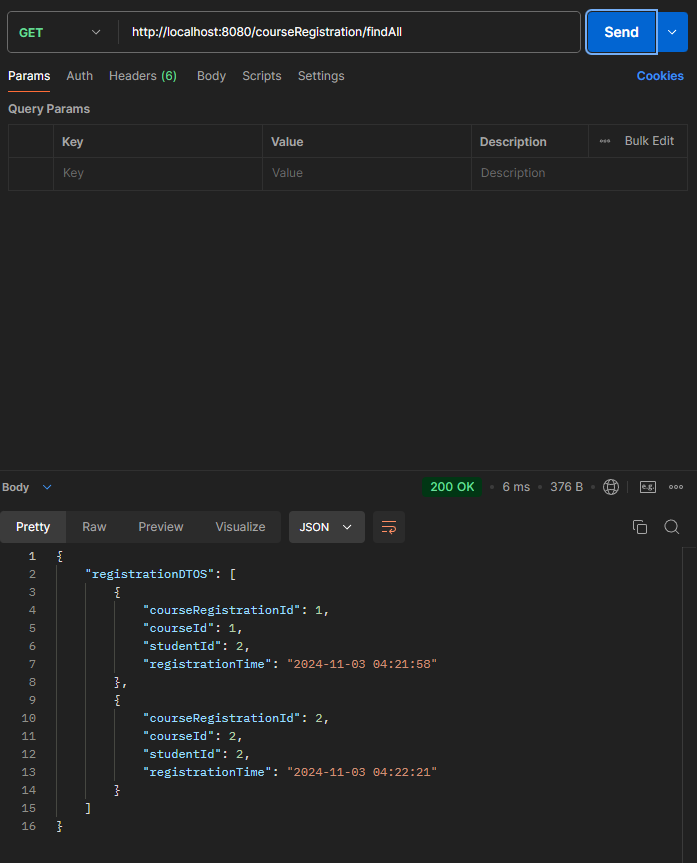 GET http://localhost:8080/courseRegistration/findAll Send
Params Auth Headers (6) Body Scripts Settings Cookies
Query Params
Key Value Description Bulk Edit
Key Value Description
Body 200 OK 6 ms 376 B e.g.
Pretty Raw Preview Visualize JSON
1 {
2 "registrationDTOS": [
3 {
4 "courseRegistrationId": 1,
5 "courseId": 1,
6 "studentId": 2,
7 "registrationTime": "2024-11-03 04:21:58"
8 },
9 {
10 "courseRegistrationId": 2,
11 "courseId": 2,
12 "studentId": 2,
13 "registrationTime": "2024-11-03 04:22:21"
14 }
15 ]
16 }